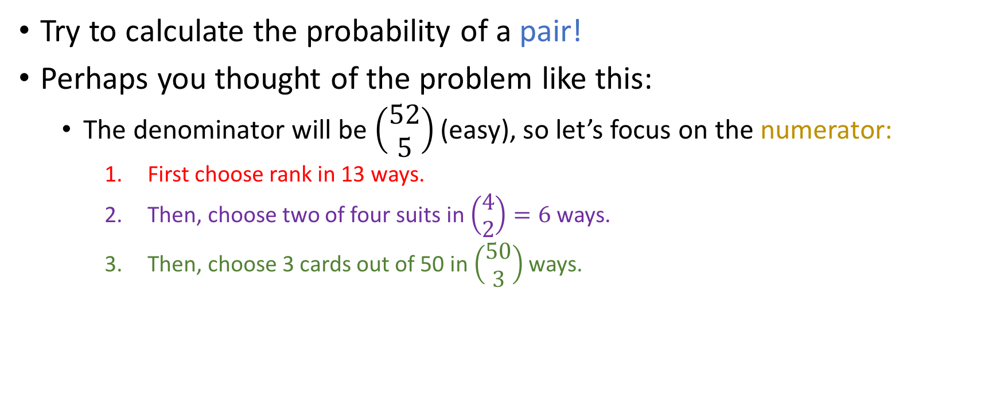 • Try to calculate the probability of a pair!
• Perhaps you thought of the problem like this:
• The denominator will be (52 5) (easy), so let’s focus on the numerator:
1. First choose rank in 13 ways.
2. Then, choose two of four suits in (4 2) = 6 ways.
3. Then, choose 3 cards out of 50 in (50 3) ways.